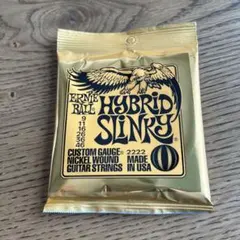 ERNIE
BALL
HYBRID
SLINKY
9
11
16
26
36
46
CUSTOM GAUGE
NICKEL WOUND
GUITAR STRINGS
2222
MADE
IN USA